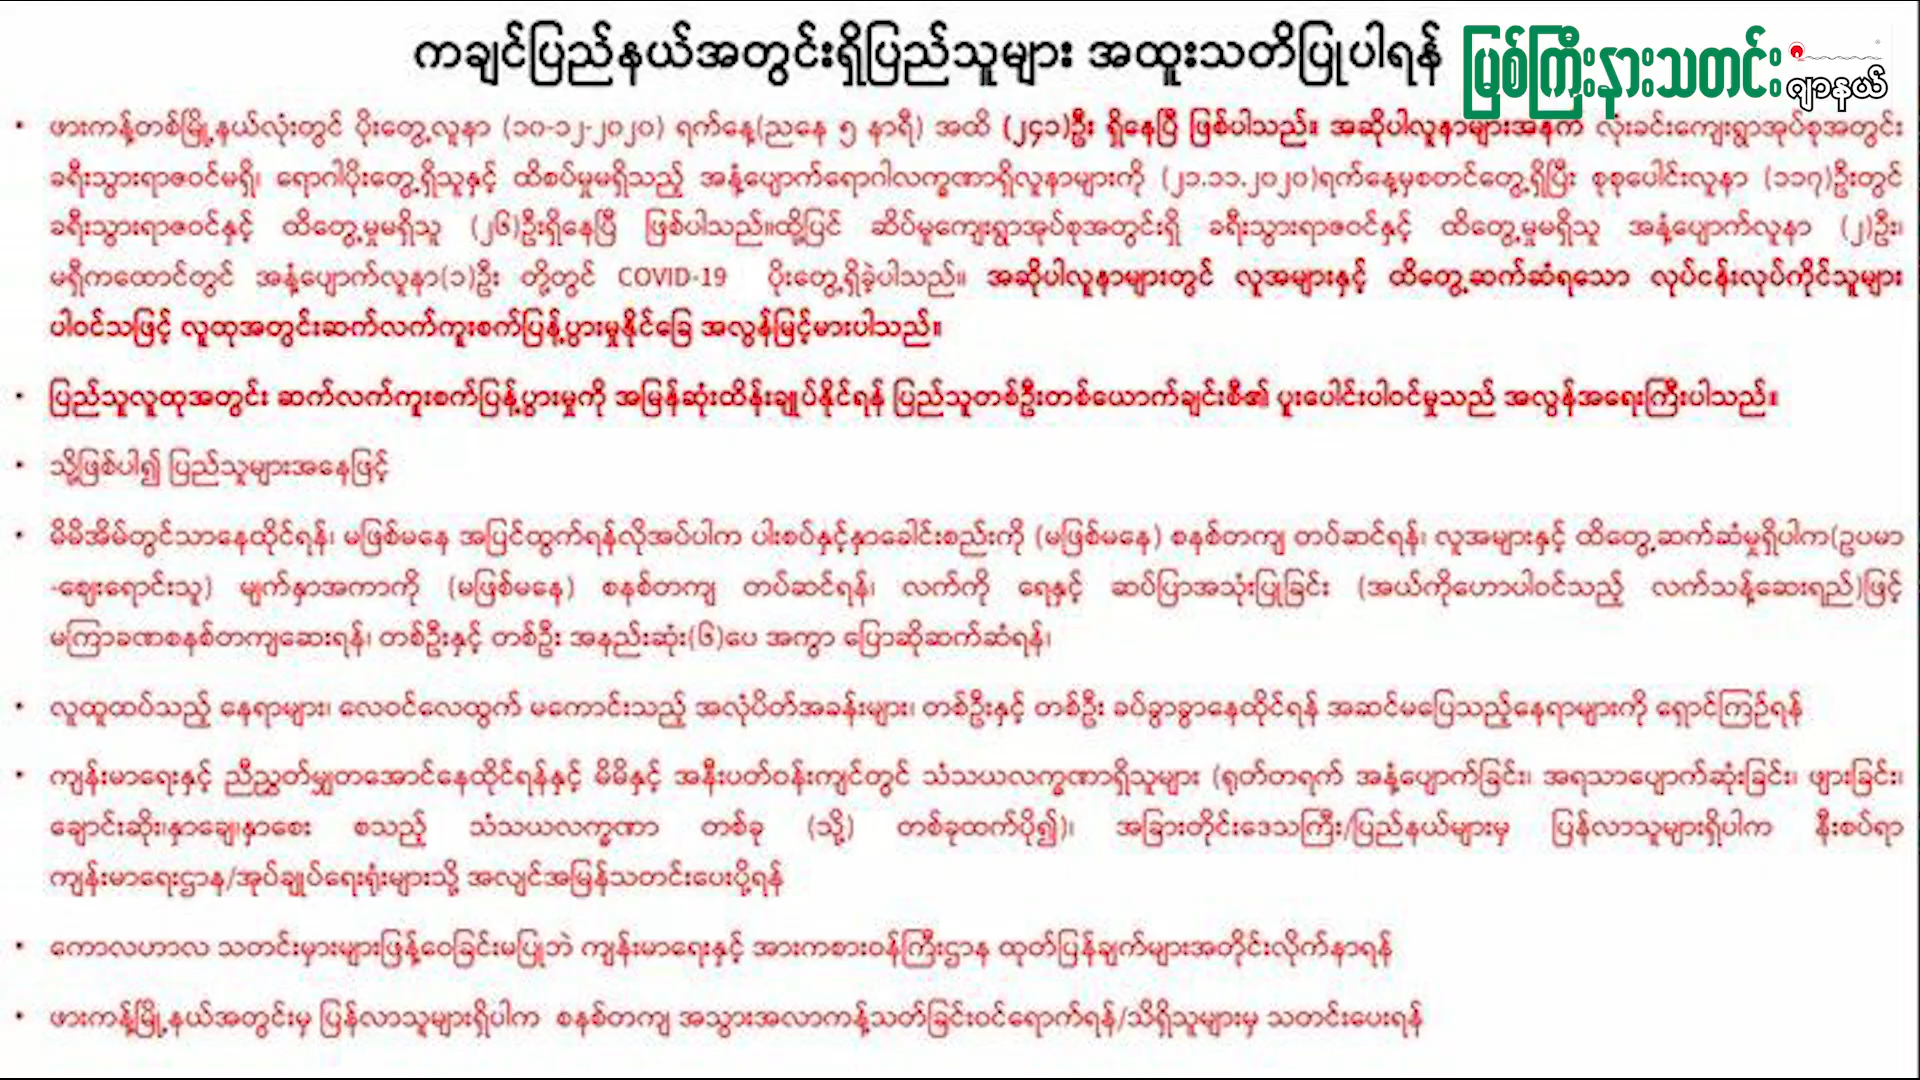 ကချင်ပြည်နယ်အတွင်းရှိပြည်သူများ အထူးသတိပြုပါရန်
မြစ်ကြီးနားသတင်း ဂျာနယ်
• ဖားကန့်တစ်မြို့နယ်လုံးတွင် ပိုးတွေ့လူနာ (၁၀-၁၂-၂၀၂၀) ရက်နေ့(ညနေ ၅ နာရီ) အထိ (၂၄၁)ဦး ရှိနေပြီ ဖြစ်ပါသည်။ အဆိုပါလူနာများအနက် လုံးခင်းကျေးရွာအုပ်စုအတွင်း
ခရီးသွားရာဇဝင်မရှိ၊ ရောဂါပိုးတွေ့ရှိသူနှင့် ထိစပ်မှုမရှိသည့် အနံ့ပျောက်ရောဂါလက္ခဏာရှိလူနာများကို (၂၁.၁၁.၂၀၂၀)ရက်နေ့မှစတင်တွေ့ရှိပြီး စုစုပေါင်းလူနာ (၁၁၇)ဦးတွင်
ခရီးသွားရာဇဝင်နှင့် ထိတွေ့မှုမရှိသူ (၂၆)ဦးရှိနေပြီ ဖြစ်ပါသည်။ထို့ပြင် ဆိပ်မူကျေးရွာအုပ်စုအတွင်းရှိ ခရီးသွားရာဇဝင်နှင့် ထိတွေ့မှုမရှိသူ အနံ့ပျောက်လူနာ (၂)ဦး၊
မရှီကထောင်တွင် အနံ့ပျောက်လူနာ(၁)ဦး တို့တွင် COVID-19 ပိုးတွေ့ရှိခဲ့ပါသည်။ အဆိုပါလူနာများတွင် လူအများနှင့် ထိတွေ့ဆက်ဆံရသော လုပ်ငန်းလုပ်ကိုင်သူများ
ပါဝင်သဖြင့် လူထုအတွင်းဆက်လက်ကူးစက်ပြန့်ပွားမှုနိုင်ခြေ အလွန်မြင့်မားပါသည်။
• ပြည်သူလူထုအတွင်း ဆက်လက်ကူးစက်ပြန့်ပွားမှုကို အမြန်ဆုံးထိန်းချုပ်နိုင်ရန် ပြည်သူတစ်ဦးတစ်ယောက်ချင်းစီ၏ ပူးပေါင်းပါဝင်မှုသည် အလွန်အရေးကြီးပါသည်။
• သို့ဖြစ်ပါ၍ ပြည်သူများအနေဖြင့်
• မိမိအိမ်တွင်သာနေထိုင်ရန်၊ မဖြစ်မနေ အပြင်ထွက်ရန်လိုအပ်ပါက ပါးစပ်နှင့်နှာခေါင်းစည်းကို (မဖြစ်မနေ) စနစ်တကျ တပ်ဆင်ရန်၊ လူအများနှင့် ထိတွေ့ဆက်ဆံမှုရှိပါက(ဥပမာ
-ဈေးရောင်းသူ) မျက်နှာအကာကို (မဖြစ်မနေ) စနစ်တကျ တပ်ဆင်ရန်၊ လက်ကို ရေနှင့် ဆပ်ပြာအသုံးပြုခြင်း (အယ်ကိုဟောပါဝင်သည့် လက်သန့်ဆေးရည်)ဖြင့်
မကြာခဏစနစ်တကျဆေးရန်၊ တစ်ဦးနှင့် တစ်ဦး အနည်းဆုံး(၆)ပေ အကွာ ပြောဆိုဆက်ဆံရန်၊
• လူထူထပ်သည့် နေရာများ၊ လေဝင်လေထွက် မကောင်းသည့် အလုံပိတ်အခန်းများ၊ တစ်ဦးနှင့် တစ်ဦး ခပ်ခွာခွာနေထိုင်ရန် အဆင်မပြေသည့်နေရာများကို ရှောင်ကြဉ်ရန်
• ကျန်းမာရေးနှင့် ညီညွတ်မျှတအောင်နေထိုင်ရန်နှင့် မိမိနှင့် အနီးပတ်ဝန်းကျင်တွင် သံသယလက္ခဏာရှိသူများ (ရုတ်တရက် အနံ့ပျောက်ခြင်း၊ အရသာပျောက်ဆုံးခြင်း၊ ဖျားခြင်း၊
ချောင်းဆိုး၊နှာချေ၊နှာစေး စသည့် သံသယလက္ခဏာ တစ်ခု (သို့) တစ်ခုထက်ပို၍)၊ အခြားတိုင်းဒေသကြီး/ပြည်နယ်များမှ ပြန်လာသူများရှိပါက နီးစပ်ရာ
ကျန်းမာရေးဌာန/အုပ်ချုပ်ရေးရုံးများသို့ အလျင်အမြန်သတင်းပေးပို့ရန်
• ကောလဟာလ သတင်းမှားများဖြန့်ဝေခြင်းမပြုဘဲ ကျန်းမာရေးနှင့် အားကစားဝန်ကြီးဌာန ထုတ်ပြန်ချက်များအတိုင်းလိုက်နာရန်
• ဖားကန့်မြို့နယ်အတွင်းမှ ပြန်လာသူများရှိပါက စနစ်တကျ အသွားအလာကန့်သတ်ခြင်းဝင်ရောက်ရန်/သိရှိသူများမှ သတင်းပေးရန်